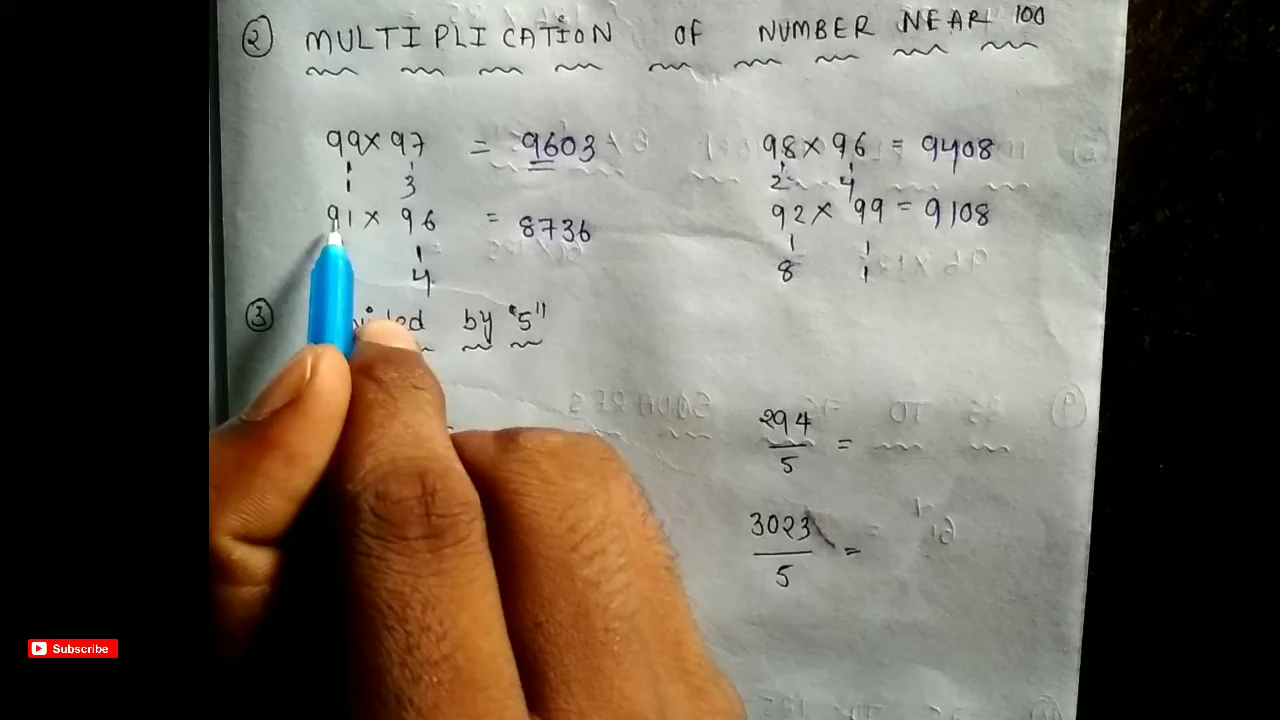 ② MULTIPLICATION OF NUMBER NEAR 100
99 × 97 = 9603
1 3
91 × 96 = 8736
4
98 × 96 = 9408
2 4
92 × 99 = 9108
8 1
③ by "5"
294/5 =
3023/5 =
Subscribe